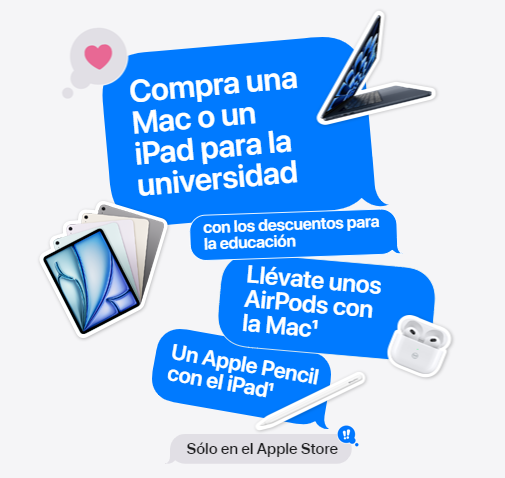 Compra una
Mac o un
iPad para la
universidad
con los descuentos para
la educación
Llévate unos
AirPods con
la Mac¹
Un Apple Pencil
con el iPad¹
!!
Sólo en el Apple Store